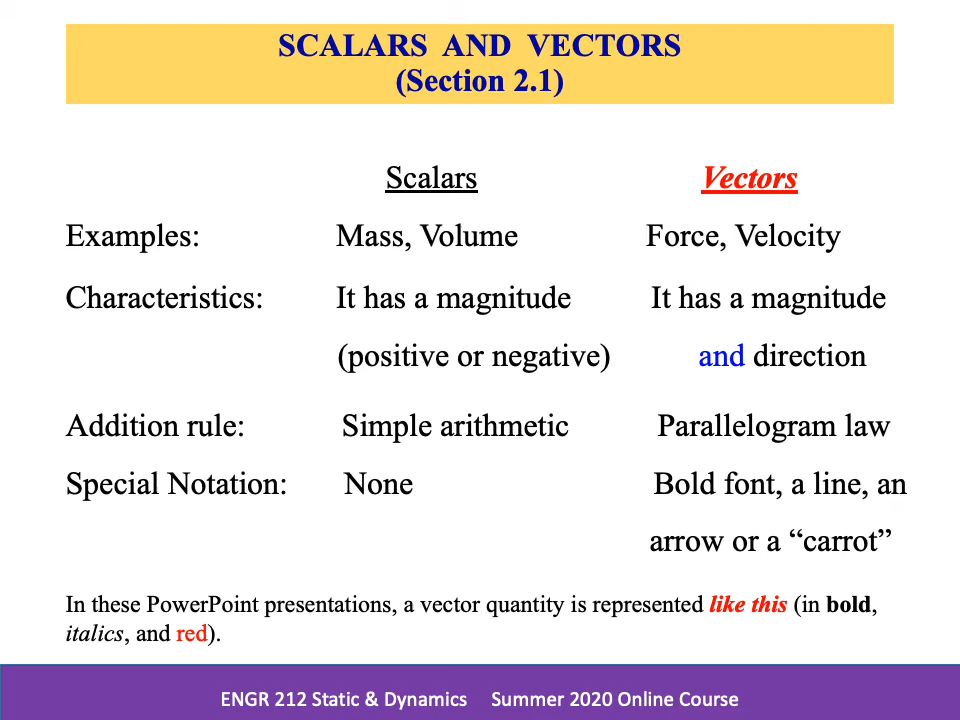 SCALARS AND VECTORS
(Section 2.1)
Scalars Vectors
Examples: Mass, Volume Force, Velocity
Characteristics: It has a magnitude It has a magnitude
(positive or negative) and direction
Addition rule: Simple arithmetic Parallelogram law
Special Notation: None Bold font, a line, an
arrow or a “carrot”
In these PowerPoint presentations, a vector quantity is represented like this (in bold,
italics, and red).
ENGR 212 Static & Dynamics Summer 2020 Online Course